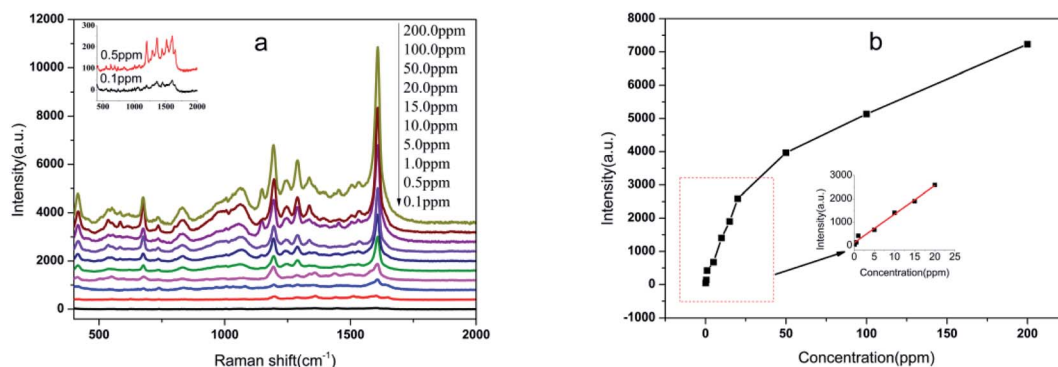 a
12000
10000
8000
6000
4000
2000
0
Intensity(a.u.)
500
1000
1500
2000
Raman shift(cm⁻¹)
300
200
100
0
0.5ppm
0.1ppm
500
1000
1500
2000
200.0ppm
100.0ppm
50.0ppm
20.0ppm
15.0ppm
10.0ppm
5.0ppm
1.0ppm
0.5ppm
0.1ppm
b
8000
7000
6000
5000
4000
3000
2000
1000
0
-1000
Intensity(a.u.)
0
50
100
150
200
Concentration(ppm)
3000
2000
1000
0
Intensity(a.u.)
0
5
10
15
20
25
Concentration(ppm)